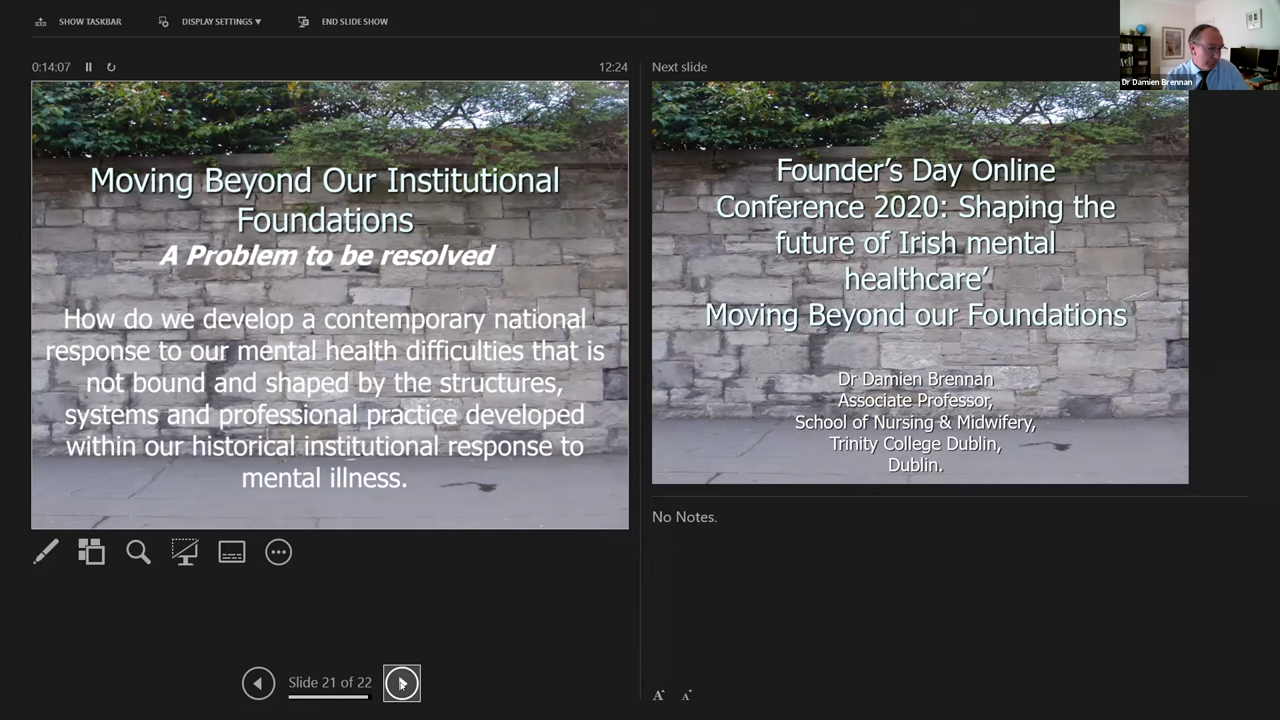 SHOW TASKBAR
DISPLAY SETTINGS
END SLIDE SHOW
Dr Damien Brennan
0:14:07
12:24
Next slide
Moving Beyond Our Institutional
Foundations
A Problem to be resolved
How do we develop a contemporary national
response to our mental health difficulties that is
not bound and shaped by the structures,
systems and professional practice developed
within our historical institutional response to
mental illness.
Founder’s Day Online
Conference 2020: Shaping the
future of Irish mental
healthcare’
Moving Beyond our Foundations
Dr Damien Brennan
Associate Professor,
School of Nursing & Midwifery,
Trinity College Dublin,
Dublin.
No Notes.
Slide 21 of 22
A A